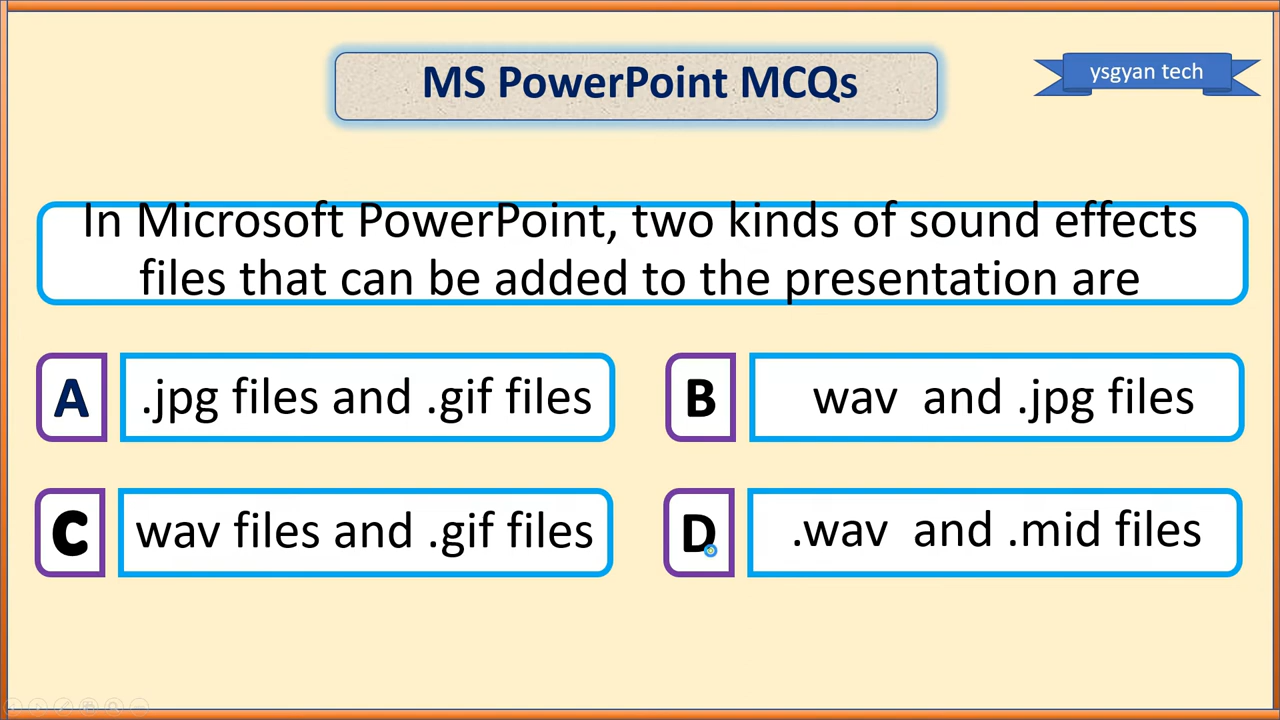 MS PowerPoint MCQs
ysgyan tech
In Microsoft PowerPoint, two kinds of sound effects
files that can be added to the presentation are
A
.jpg files and .gif files
B
wav and .jpg files
C
wav files and .gif files
D
.wav and .mid files